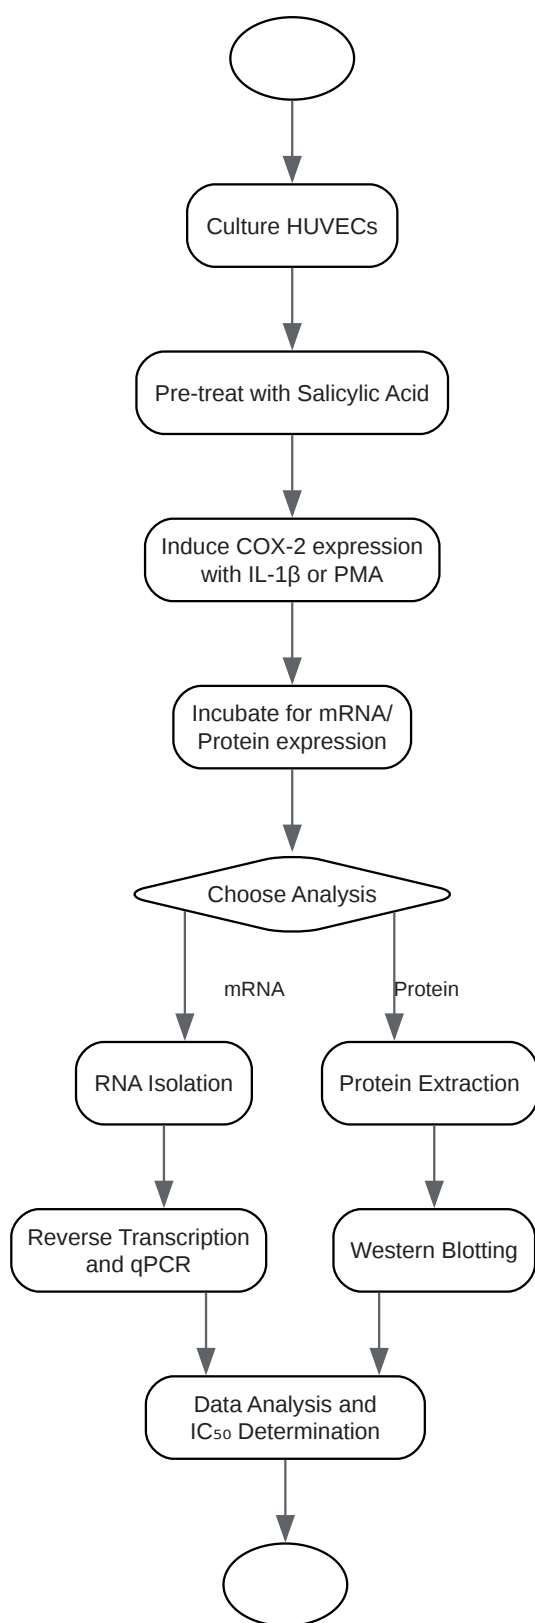 Culture HUVECs
Pre-treat with Salicylic Acid
Induce COX-2 expression
with IL-1β or PMA
Incubate for mRNA/
Protein expression
Choose Analysis
mRNA
Protein
RNA Isolation
Protein Extraction
Reverse Transcription
and qPCR
Western Blotting
Data Analysis and
IC₅₀ Determination